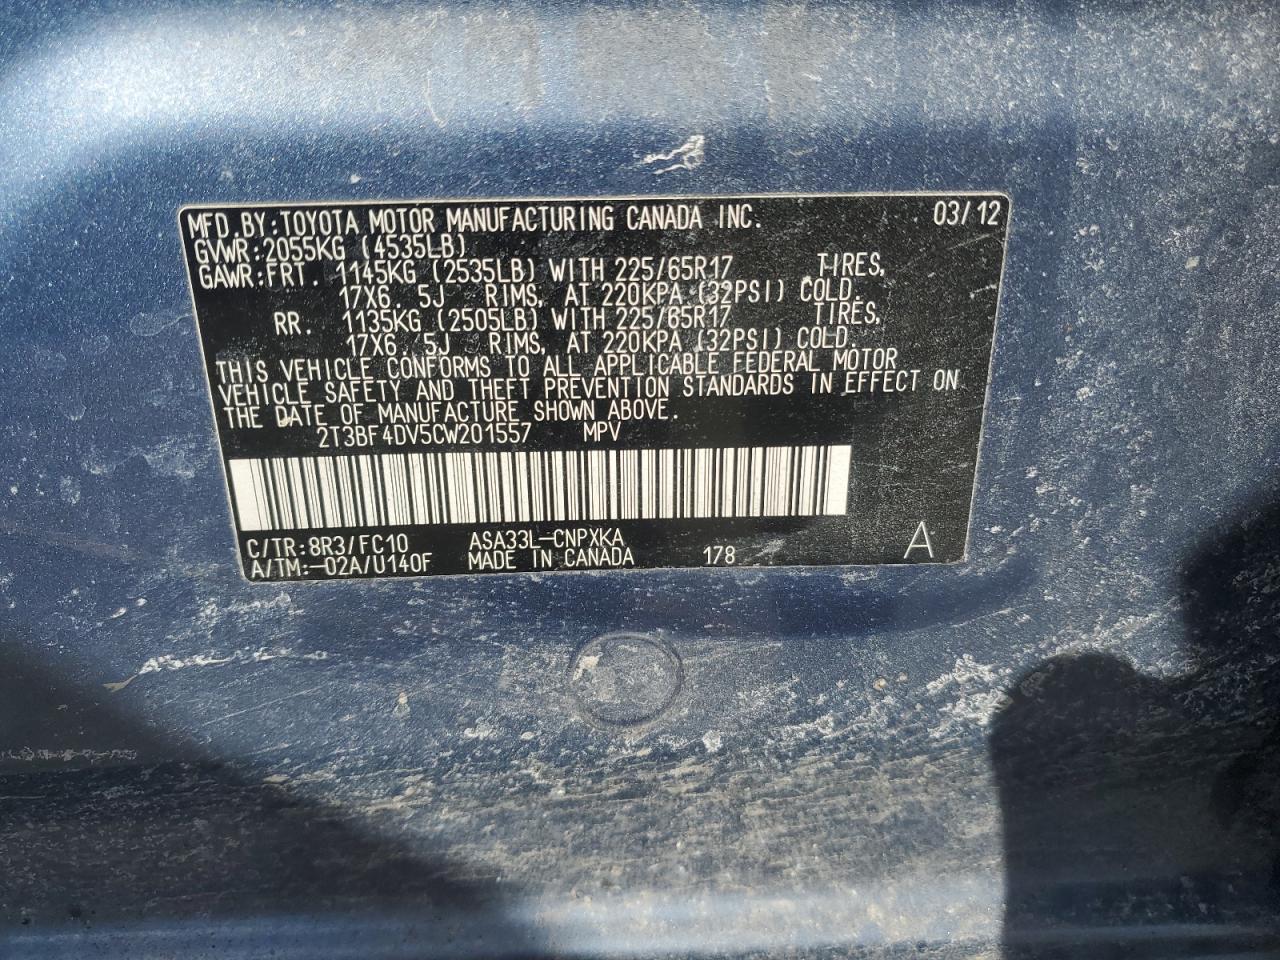 MFD.BY:TOYOTA MOTOR MANUFACTURING CANADA INC. 03/12
GVWR:2055KG (4535LB)
GAWR:FRT. 1145KG (2535LB) WITH 225/65R17 TIRES,
17X6.5J RIMS, AT 220KPA (32PSI) COLD.
RR. 1135KG (2505LB) WITH 225/65R17 TIRES,
17X6.5J RIMS, AT 220KPA (32PSI) COLD.
THIS VEHICLE CONFORMS TO ALL APPLICABLE FEDERAL MOTOR
VEHICLE SAFETY AND THEFT PREVENTION STANDARDS IN EFFECT ON
THE DATE OF MANUFACTURE SHOWN ABOVE.
2T3BF4DV5CW201557 MPV
C/TR:8R3/FC10 ASA33L-CNPXKA
A/TM:-02A/U140F MADE IN CANADA 178 A